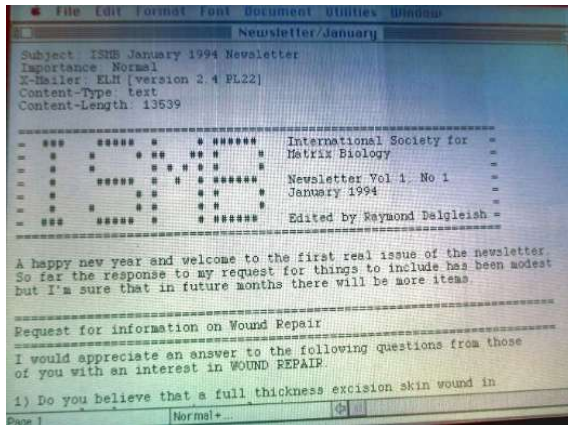 File Edit Format Font Document Utilities Window
Newsletter/January
Subject: ISMB January 1994 Newsletter
Importance: Normal
X-Mailer: ELM [version 2.4 PL22]
Content-Type: text
Content-Length: 13539
ISMB
International Society for
Matrix Biology
Newsletter Vol 1, No 1
January 1994
Edited by Raymond Dalgleish
A happy new year and welcome to the first real issue of the newsletter.
So far the response to my request for things to include has been modest
but I'm sure that in future months there will be more items.
Request for information on Wound Repair
I would appreciate an answer to the following questions from those
of you with an interest in WOUND REPAIR.
1) Do you believe that a full thickness excision skin wound in
Page 1
Normal+...